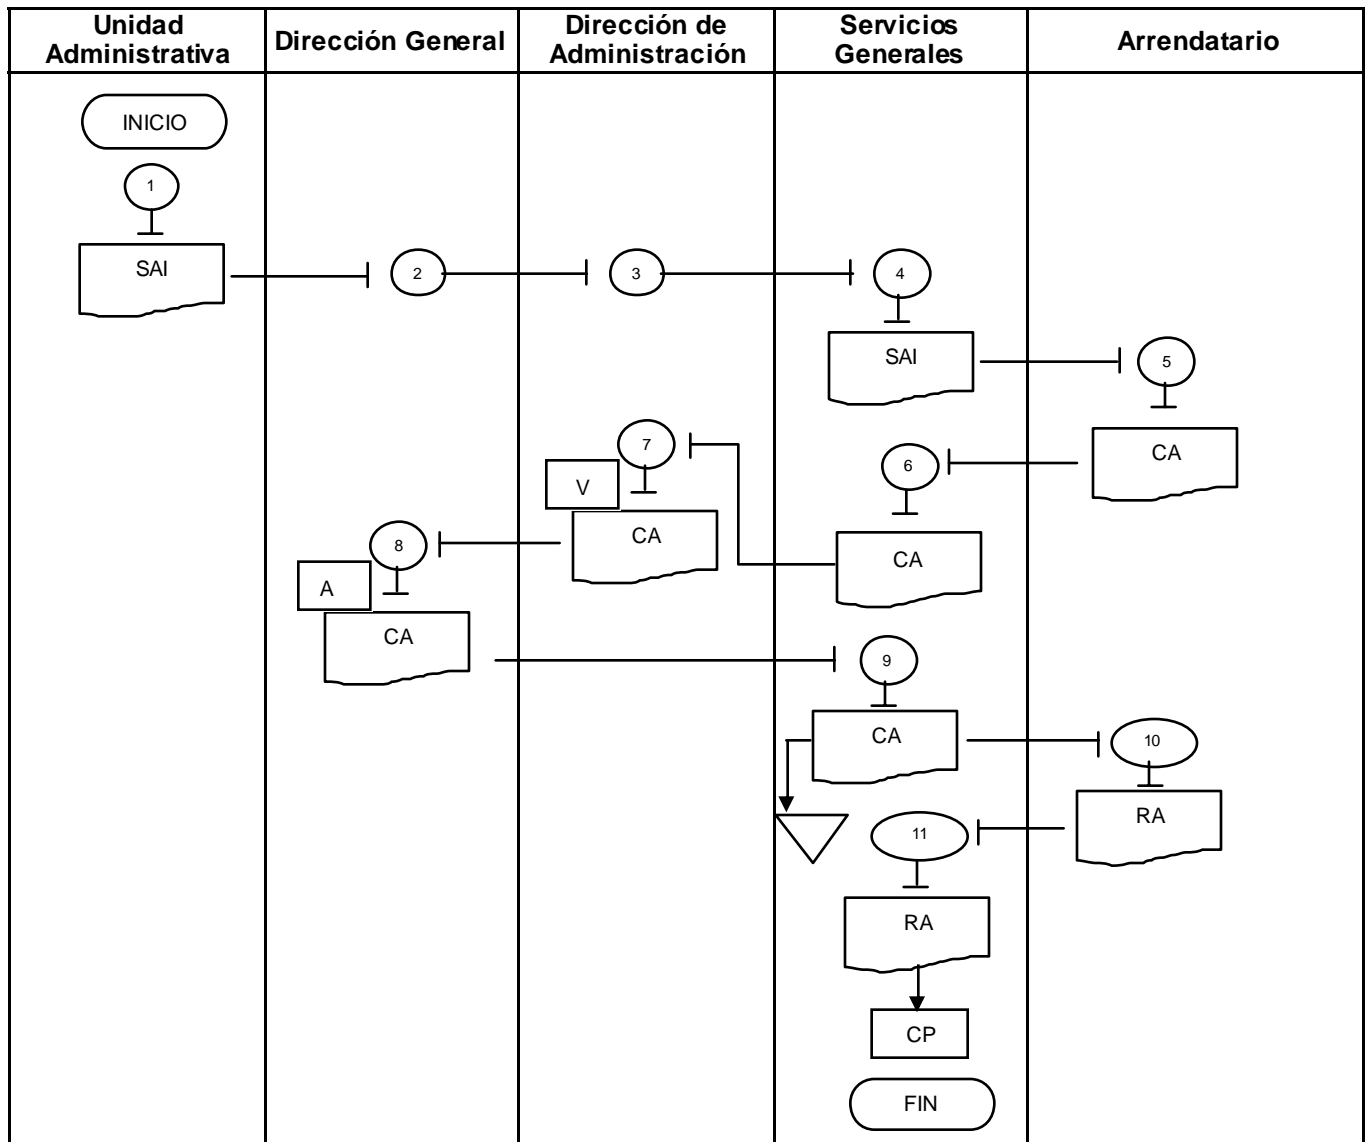 Unidad
Administrativa
Dirección General
Dirección de
Administración
Servicios
Generales
Arrendatario
INICIO
1
SAI
2
3
4
SAI
5
CA
6
7
V
CA
CA
8
A
CA
9
CA
10
RA
11
RA
CP
FIN